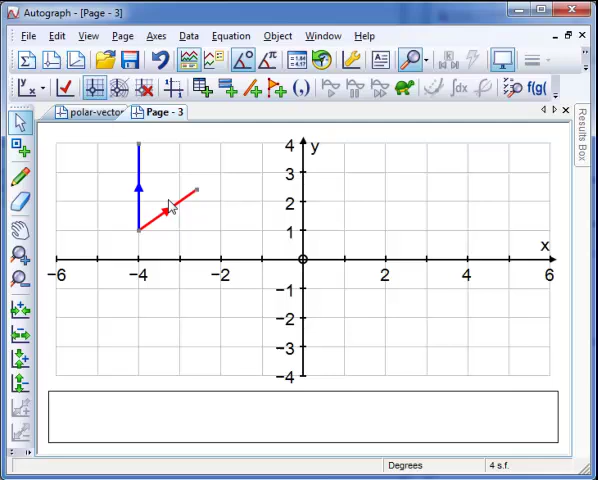 Autograph - [Page - 3]
File Edit View Page Axes Data Equation Object Window Help
polar-vector Page - 3
Results Box
4 y
3
2
1
x
−6 −4 −2 2 4 6
−1
−2
−3
−4
Degrees 4 s.f.